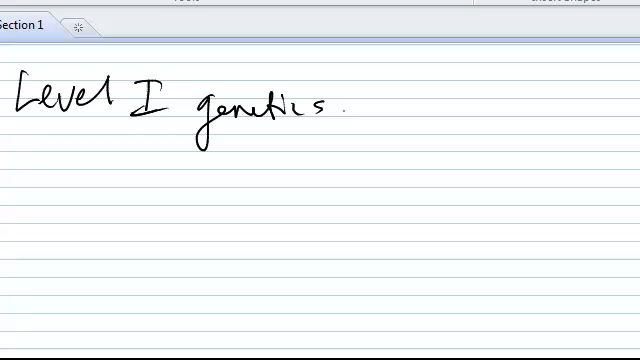 Section 1
Level I genetics.